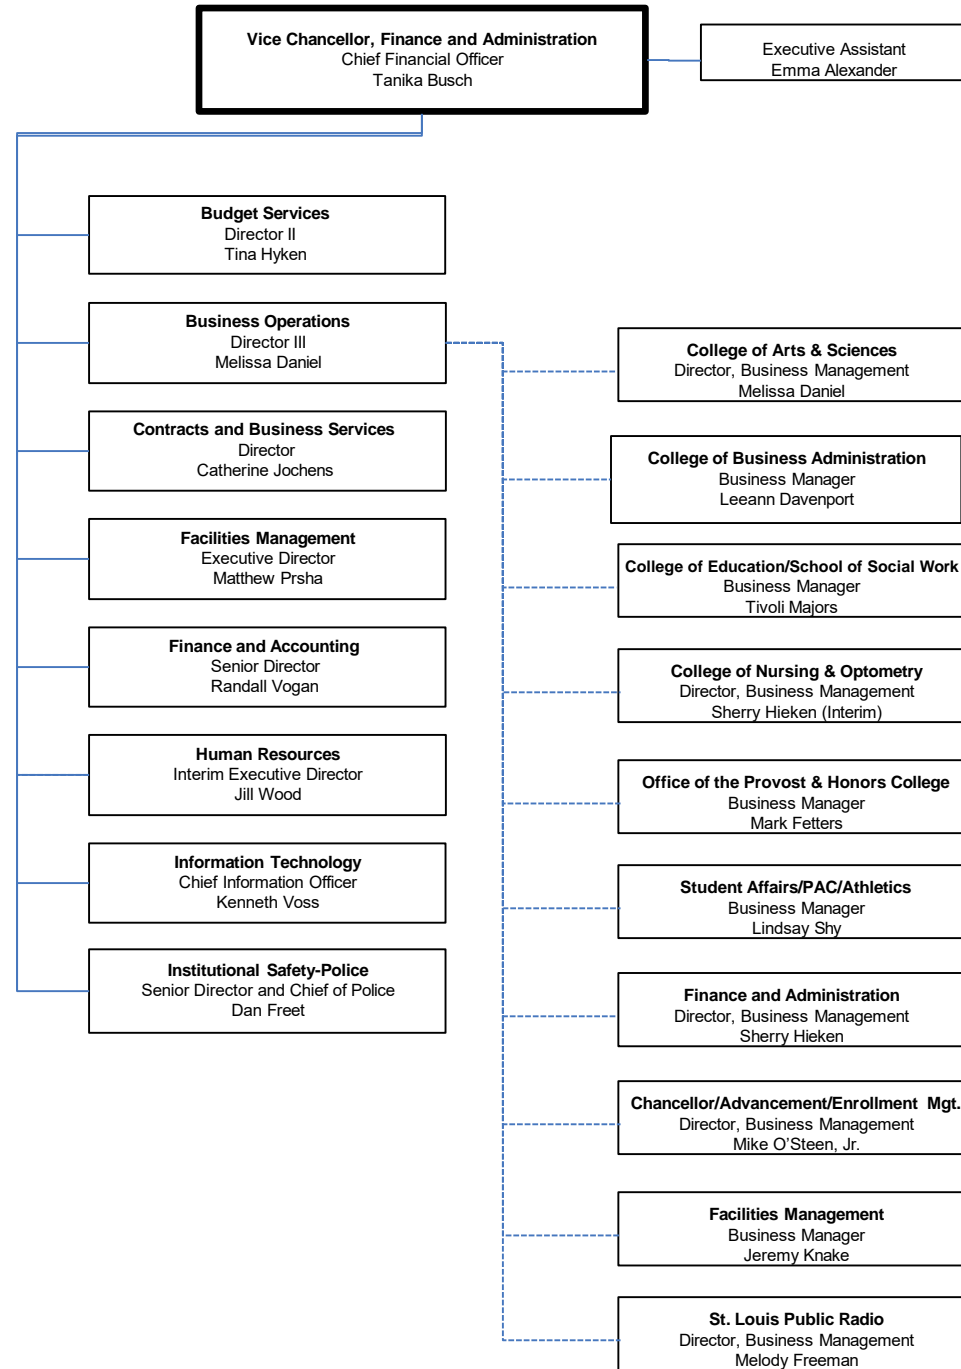 Vice Chancellor, Finance and Administration
Chief Financial Officer
Tanika Busch
Executive Assistant
Emma Alexander
Budget Services
Director II
Tina Hyken
Business Operations
Director III
Melissa Daniel
Contracts and Business Services
Director
Catherine Jochens
Facilities Management
Executive Director
Matthew Prsha
Finance and Accounting
Senior Director
Randall Vogan
Human Resources
Interim Executive Director
Jill Wood
Information Technology
Chief Information Officer
Kenneth Voss
Institutional Safety-Police
Senior Director and Chief of Police
Dan Freet
College of Arts & Sciences
Director, Business Management
Melissa Daniel
College of Business Administration
Business Manager
Leeann Davenport
College of Education/School of Social Work
Business Manager
Tivoli Majors
College of Nursing & Optometry
Director, Business Management
Sherry Hieken (Interim)
Office of the Provost & Honors College
Business Manager
Mark Fetters
Student Affairs/PAC/Athletics
Business Manager
Lindsay Shy
Finance and Administration
Director, Business Management
Sherry Hieken
Chancellor/Advancement/Enrollment Mgt.
Director, Business Management
Mike O'Steen, Jr.
Facilities Management
Business Manager
Jeremy Knake
St. Louis Public Radio
Director, Business Management
Melody Freeman